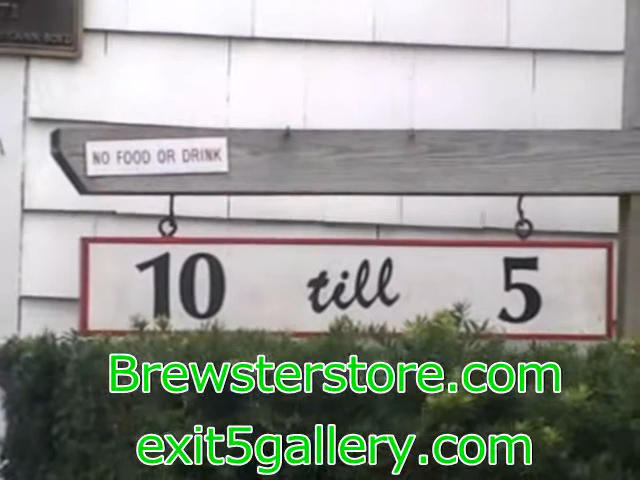 NO FOOD OR DRINK
10 till 5
Brewsterstore.com
exit5gallery.com